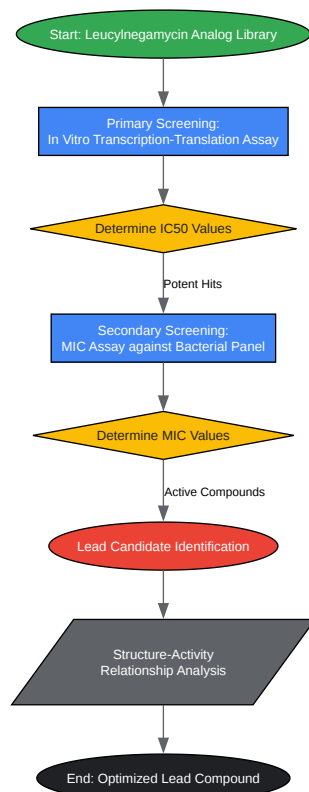 Start: Leucylnegamycin Analog Library
Primary Screening:
In Vitro Transcription-Translation Assay
Determine IC50 Values
Potent Hits
Secondary Screening:
MIC Assay against Bacterial Panel
Determine MIC Values
Active Compounds
Lead Candidate Identification
Structure-Activity
Relationship Analysis
End: Optimized Lead Compound